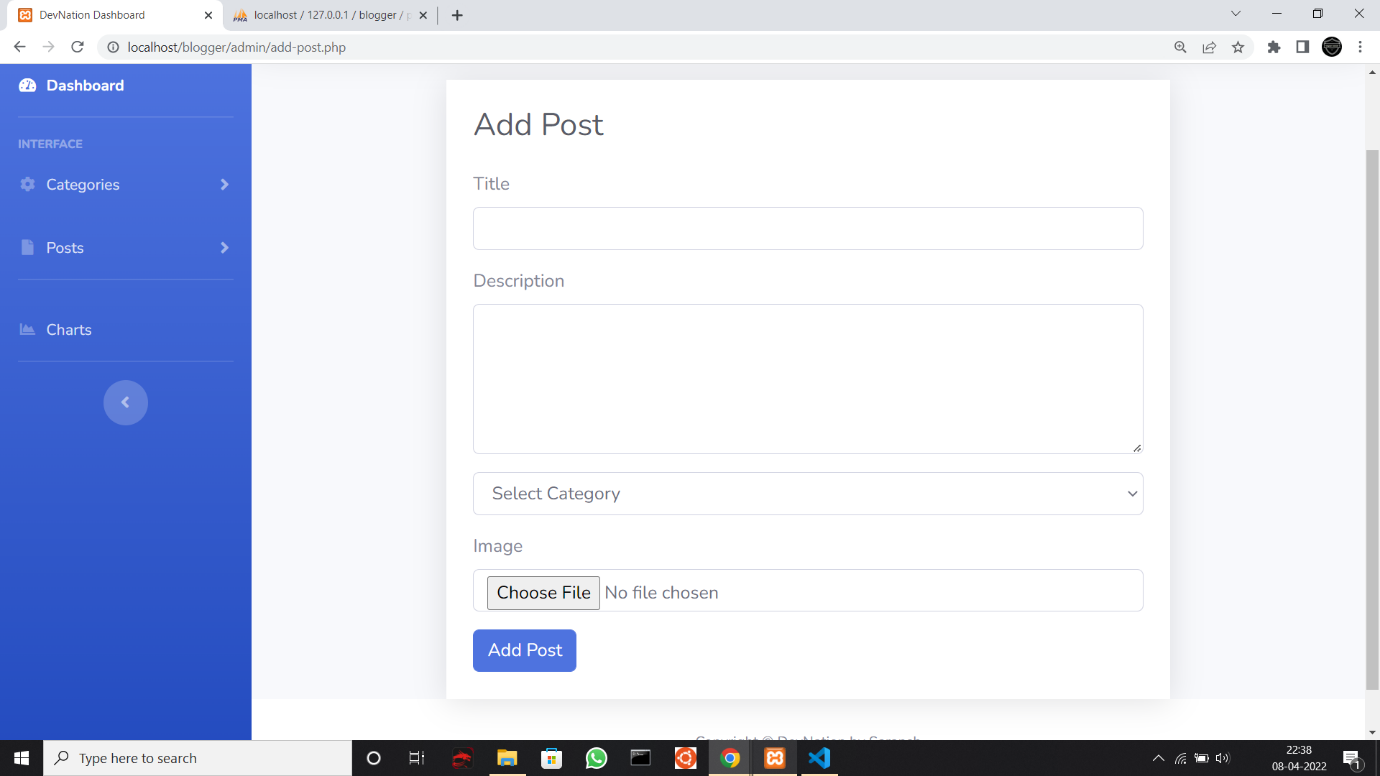 DevNation Dashboard
localhost / 127.0.0.1 / blogger / p
localhost/blogger/admin/add-post.php
Dashboard
INTERFACE
Categories
Posts
Charts
Add Post
Title
Description
Select Category
Image
Choose File No file chosen
Add Post
Type here to search
22:38
08-04-2022
1